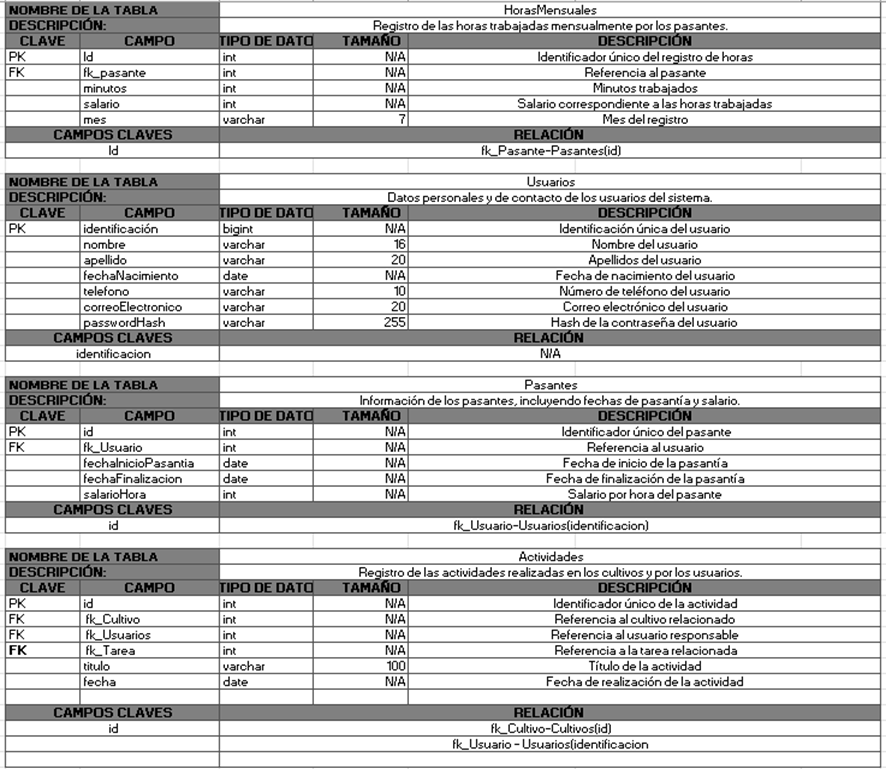 NOMBRE DE LA TABLA HorasMensuales
DESCRIPCIÓN: Registro de las horas trabajadas mensualmente por los pasantes.
CLAVE CAMPO TIPO DE DATO TAMAÑO DESCRIPCIÓN
PK Id int N/A Identificador único del registro de horas
FK fk_pasante int N/A Referencia al pasante
minutos int N/A Minutos trabajados
salario int N/A Salario correspondiente a las horas trabajadas
mes varchar 7 Mes del registro
CAMPOS CLAVES RELACIÓN
Id fk_Pasante-Pasantes(id)
NOMBRE DE LA TABLA Usuarios
DESCRIPCIÓN: Datos personales y de contacto de los usuarios del sistema.
CLAVE CAMPO TIPO DE DATO TAMAÑO DESCRIPCIÓN
PK identificación bigint N/A Identificación única del usuario
nombre varchar 16 Nombre del usuario
apellido varchar 20 Apellidos del usuario
fechaNacimiento date N/A Fecha de nacimiento del usuario
telefono varchar 10 Número de teléfono del usuario
correoElectronico varchar 20 Correo electrónico del usuario
passwordHash varchar 255 Hash de la contraseña del usuario
CAMPOS CLAVES RELACIÓN
identificacion N/A
NOMBRE DE LA TABLA Pasantes
DESCRIPCIÓN: Información de los pasantes, incluyendo fechas de pasantía y salario.
CLAVE CAMPO TIPO DE DATO TAMAÑO DESCRIPCIÓN
PK id int N/A Identificador único del pasante
FK fk_Usuario int N/A Referencia al usuario
fechaInicioPasantia date N/A Fecha de inicio de la pasantía
fechaFinalizacion date N/A Fecha de finalización de la pasantía
salarioHora int N/A Salario por hora del pasante
CAMPOS CLAVES RELACIÓN
id fk_Usuario-Usuarios(identificacion)
NOMBRE DE LA TABLA Actividades
DESCRIPCIÓN: Registro de las actividades realizadas en los cultivos y por los usuarios.
CLAVE CAMPO TIPO DE DATO TAMAÑO DESCRIPCIÓN
PK id int N/A Identificador único de la actividad
FK fk_Cultivo int N/A Referencia al cultivo relacionado
FK fk_Usuarios int N/A Referencia al usuario responsable
FK fk_Tarea int N/A Referencia a la tarea relacionada
titulo varchar 100 Título de la actividad
fecha date N/A Fecha de realización de la actividad
CAMPOS CLAVES RELACIÓN
id fk_Cultivo-Cultivos(id)
fk_Usuario - Usuarios(identificacion